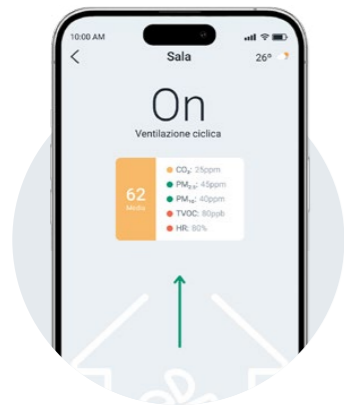 10:00 AM
Sala
26°
On
Ventilazione ciclica
62
Media
CO₂: 25ppm
PM₂.₅: 45ppm
PM₁₀: 40ppm
TVOC: 80ppb
HR: 80%